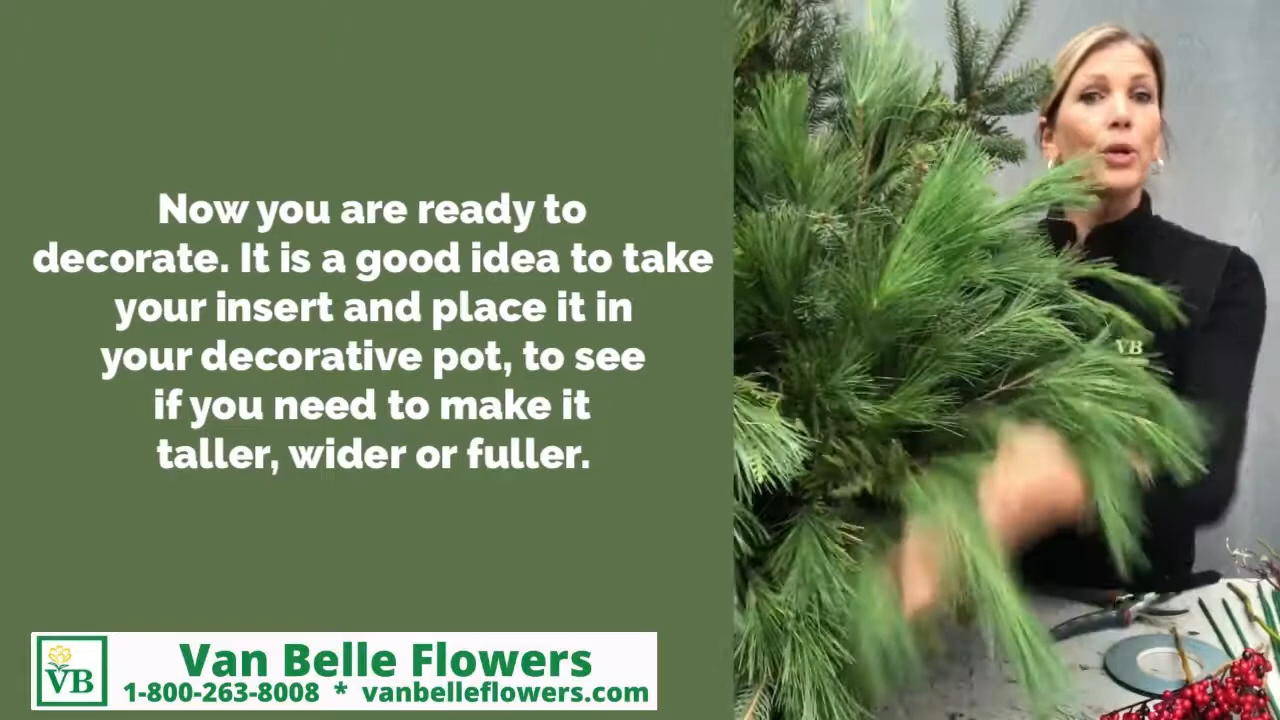 Now you are ready to
decorate. It is a good idea to take
your insert and place it in
your decorative pot, to see
if you need to make it
taller, wider or fuller.
VB
VB
Van Belle Flowers
1-800-263-8008 * vanbelleflowers.com